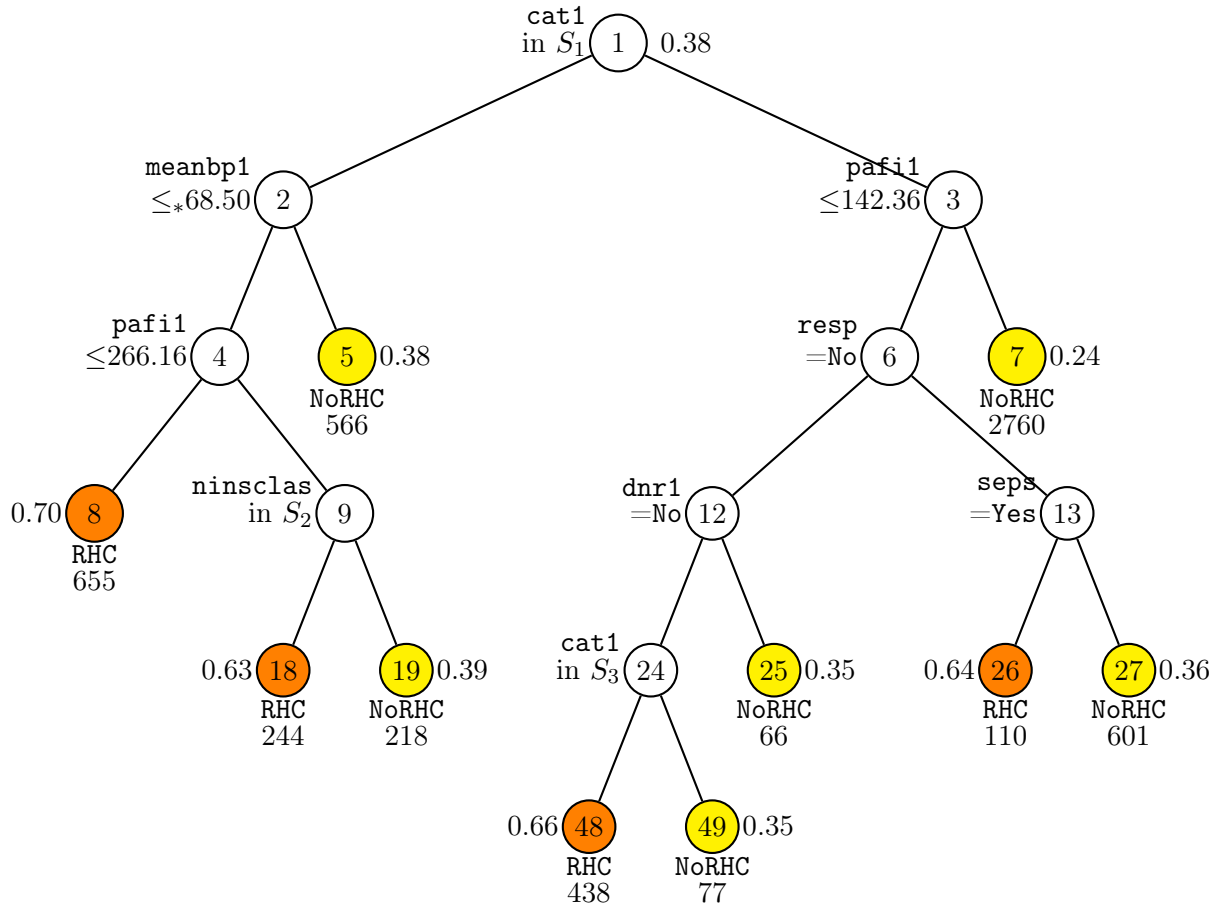 cat1
in S₁ 1 0.38
meanbp1
≤*68.50 2
pafi1
≤142.36 3
pafi1
≤266.16 4
5 0.38
NoRHC
566
resp
=No 6
7 0.24
NoRHC
2760
0.70 8
RHC
655
ninsclas
in S₂ 9
dnr1
=No 12
seps
=Yes 13
0.63 18
RHC
244
19 0.39
NoRHC
218
cat1
in S₃ 24
25 0.35
NoRHC
66
0.64 26
RHC
110
27 0.36
NoRHC
601
0.66 48
RHC
438
49 0.35
NoRHC
77